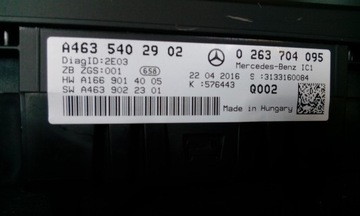 A463 540 29 02
0 263 704 095
DiagID:2E03
Mercedes-Benz IC1
ZB ZGS:001 658
22 04 2016 S :3133160084
HW A166 901 40 05
K :576443 Q002
SW A463 902 23 01
Made in Hungary